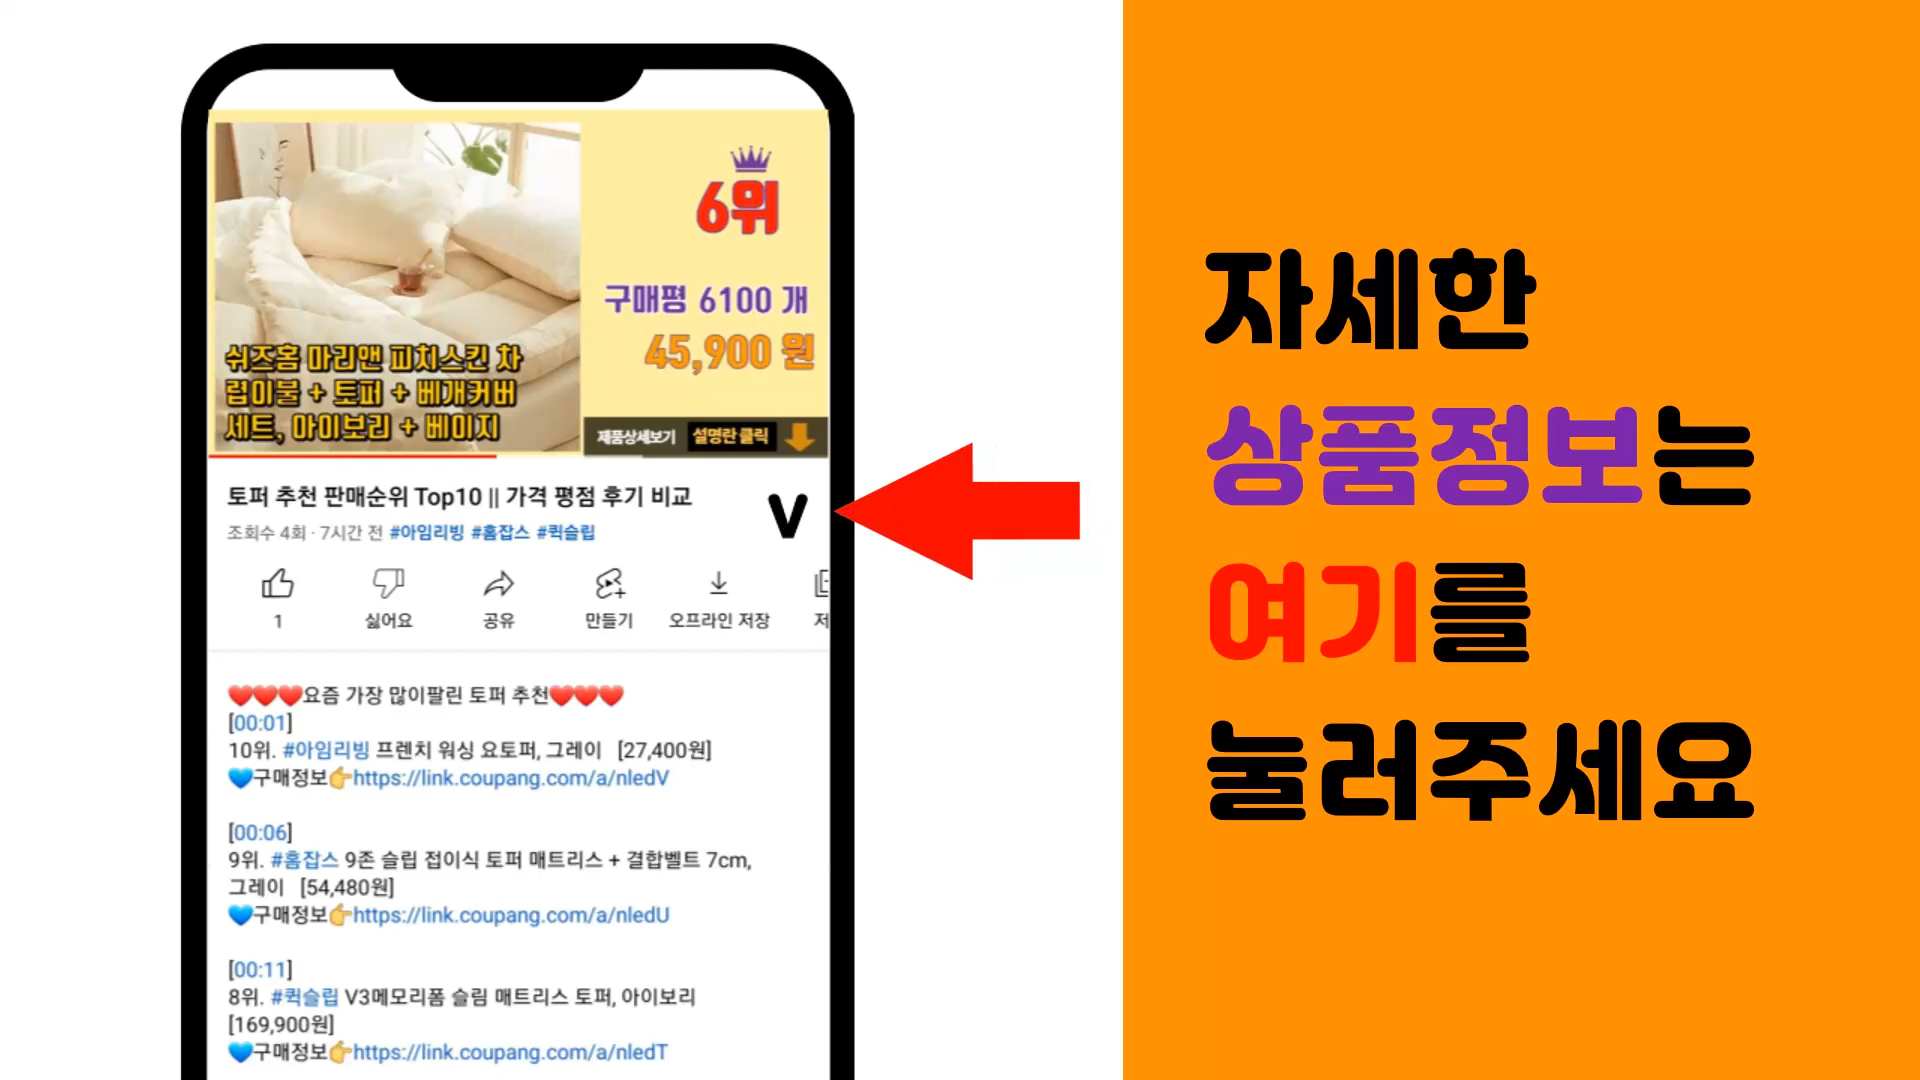 6위
구매평 6100 개
45,900 원
쉬즈홈 마리앤 피치스킨 차
렵이불 + 토퍼 + 베개커버
세트, 아이보리 + 베이지
제품상세보기 설명란 클릭
토퍼 추천 판매순위 Top10 || 가격 평점 후기 비교
V
조회수 4회 · 7시간 전 #아임리빙 #홈잡스 #퀵슬립
1 싫어요 공유 만들기 오프라인 저장 저
❤️❤️❤️요즘 가장 많이팔린 토퍼 추천❤️❤️❤️
[00:01]
10위. #아임리빙 프렌치 워싱 요토퍼, 그레이 [27,400원]
💙구매정보👉https://link.coupang.com/a/nledV
[00:06]
9위. #홈잡스 9존 슬립 접이식 토퍼 매트리스 + 결합벨트 7cm,
그레이 [54,480원]
💙구매정보👉https://link.coupang.com/a/nledU
[00:11]
8위. #퀵슬립 V3메모리폼 슬림 매트리스 토퍼, 아이보리
[169,900원]
💙구매정보👉https://link.coupang.com/a/nledT
자세한
상품정보는
여기를
눌러주세요